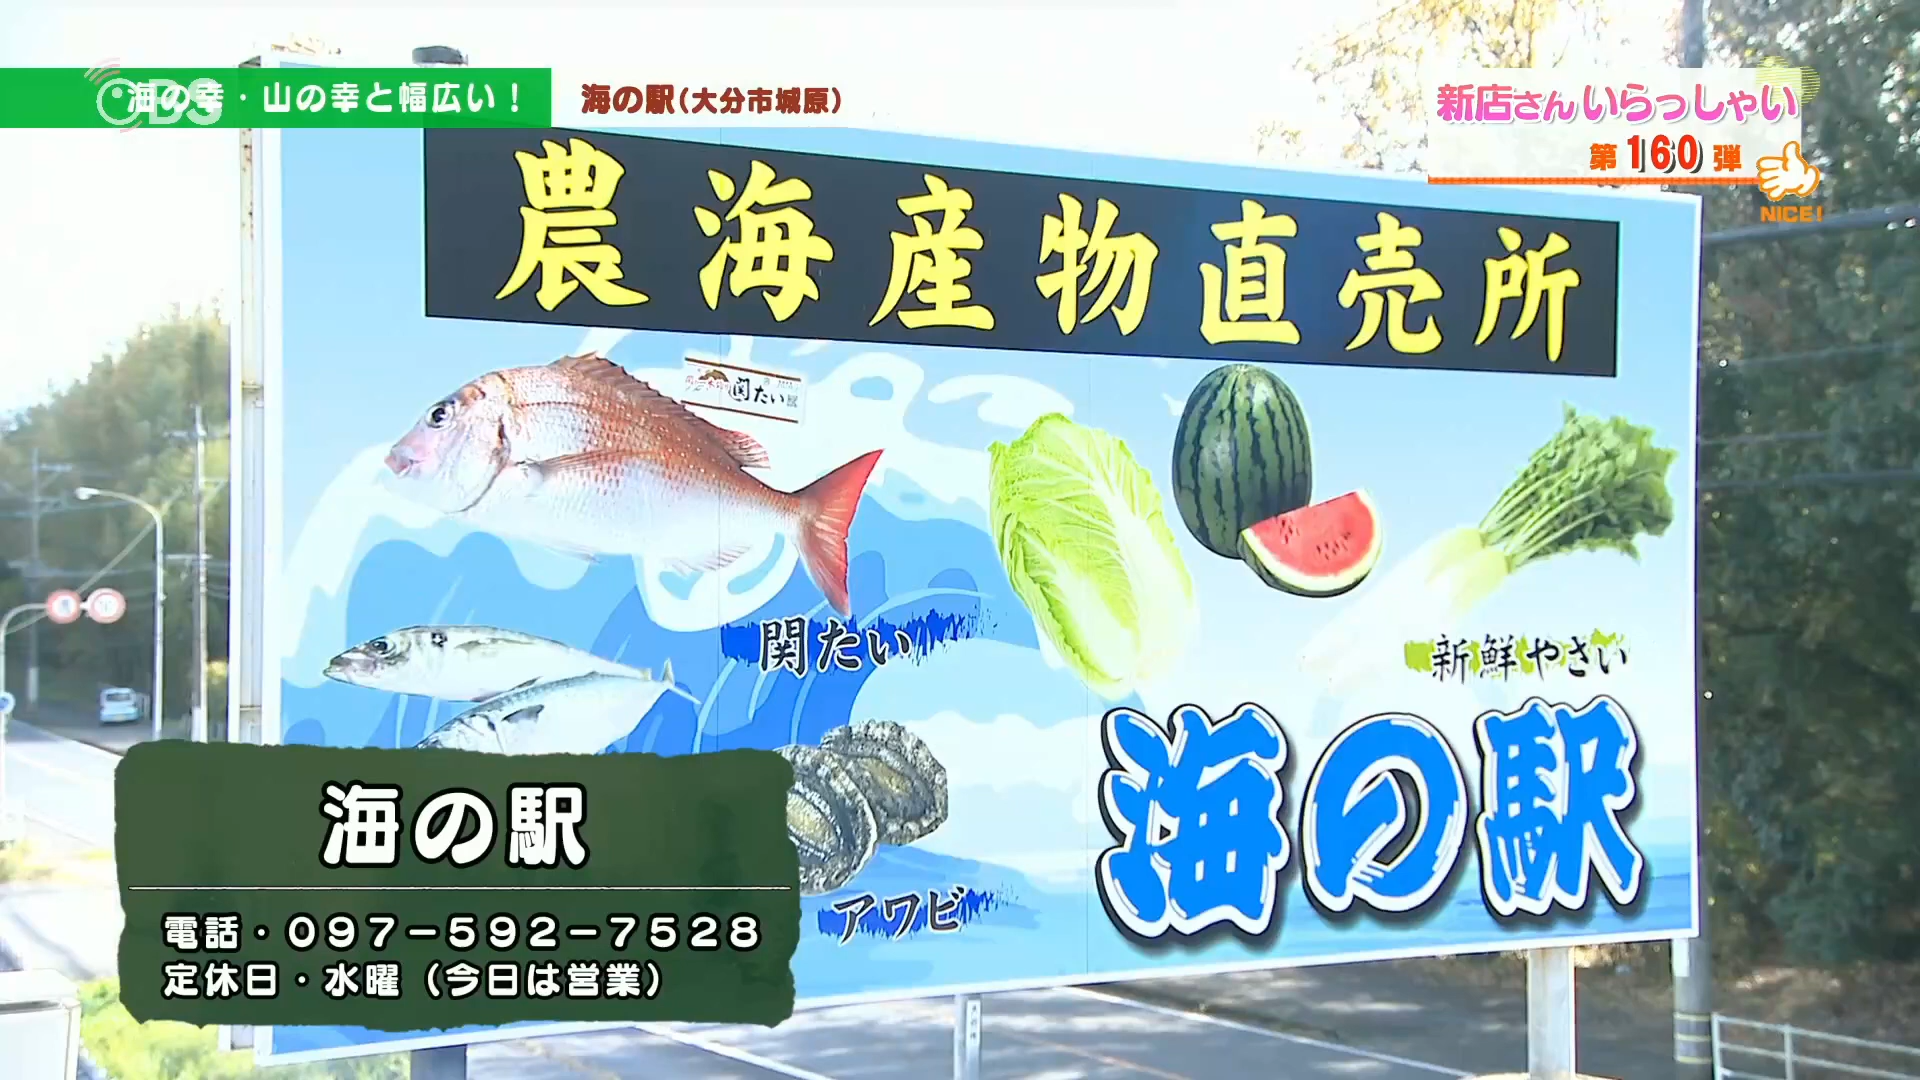 OBS
海の幸・山の幸と幅広い!
海の駅(大分市城原)
新店さんいらっしゃい
第160弾
NICE!
農海産物直売所
関たい
関たい
新鮮やさい
アワビ
海の駅
海の駅
電話・097-592-7528
定休日・水曜(今日は営業)